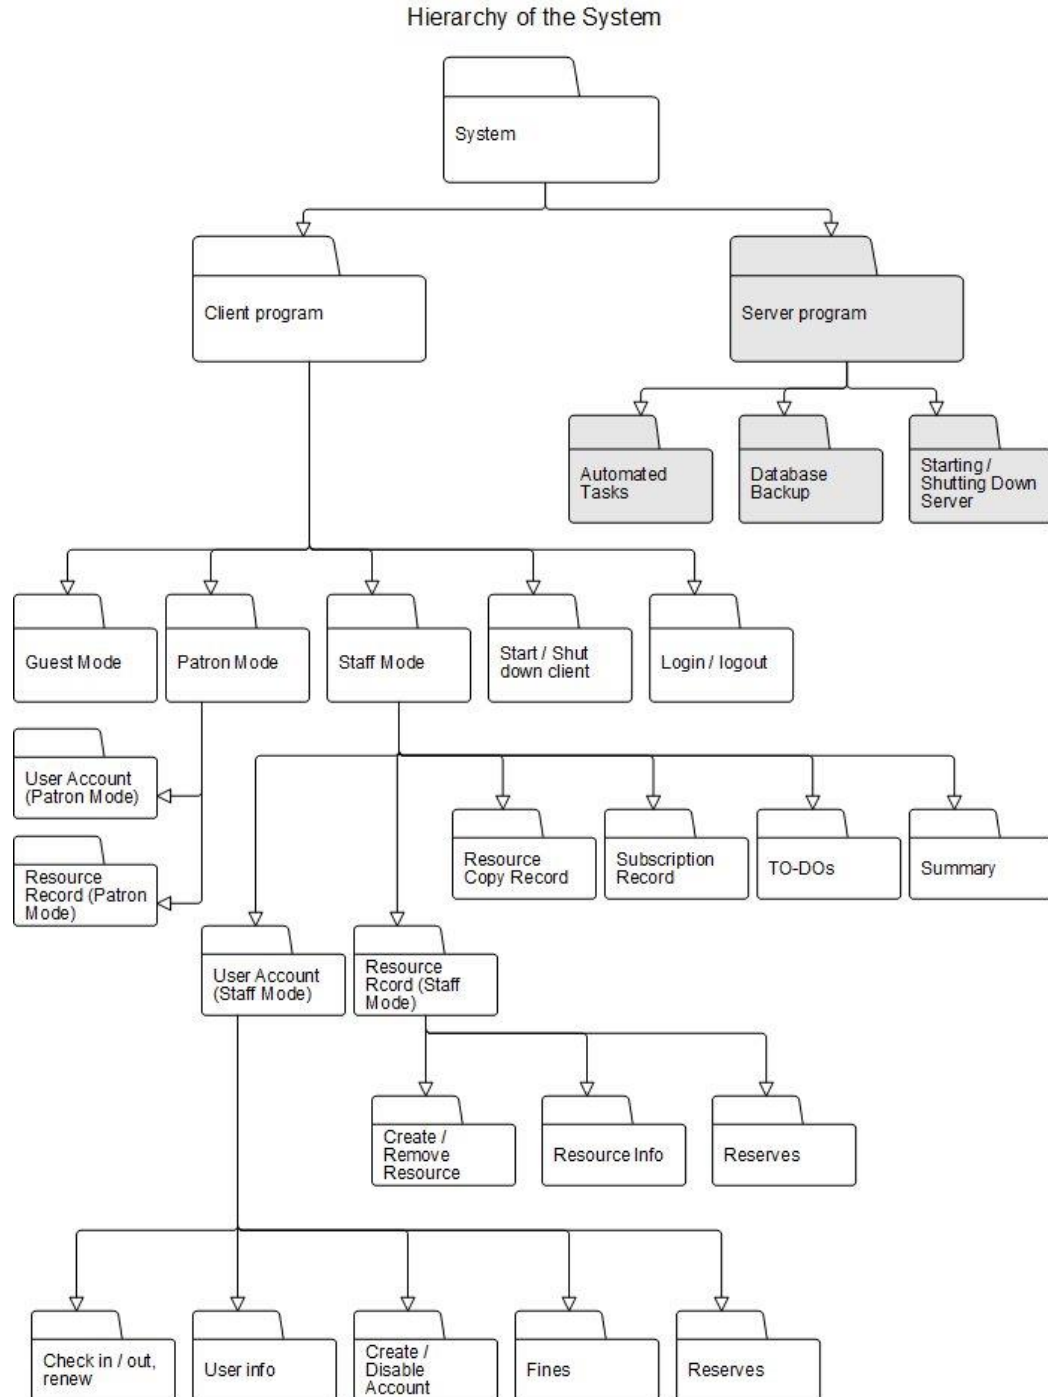 Hierarchy of the System
System
Client program
Server program
Automated
Tasks
Database
Backup
Starting /
Shutting Down
Server
Guest Mode
Patron Mode
Staff Mode
Start / Shut
down client
Login / logout
User Account
(Patron Mode)
Resource
Record (Patron
Mode)
Resource
Copy Record
Subscription
Record
TO-DOs
Summary
User Account
(Staff Mode)
Resource
Rcord (Staff
Mode)
Create /
Remove
Resource
Resource Info
Reserves
Check in / out,
renew
User info
Create /
Disable
Account
Fines
Reserves